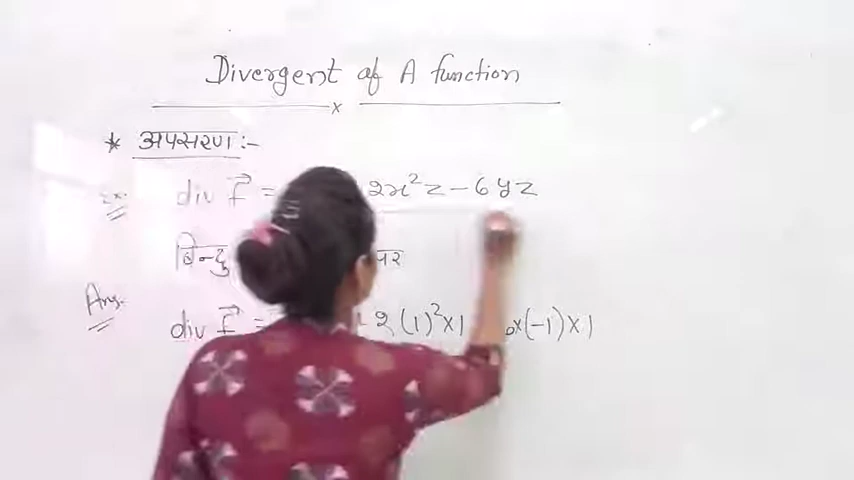 Divergent of A function
x
* अपसरण :-
Ex. div f⃗ = 2x²z - 6yz
बिन्दु पर
Ans. div f⃗ = 2(1)²×1 ×(-1)×1